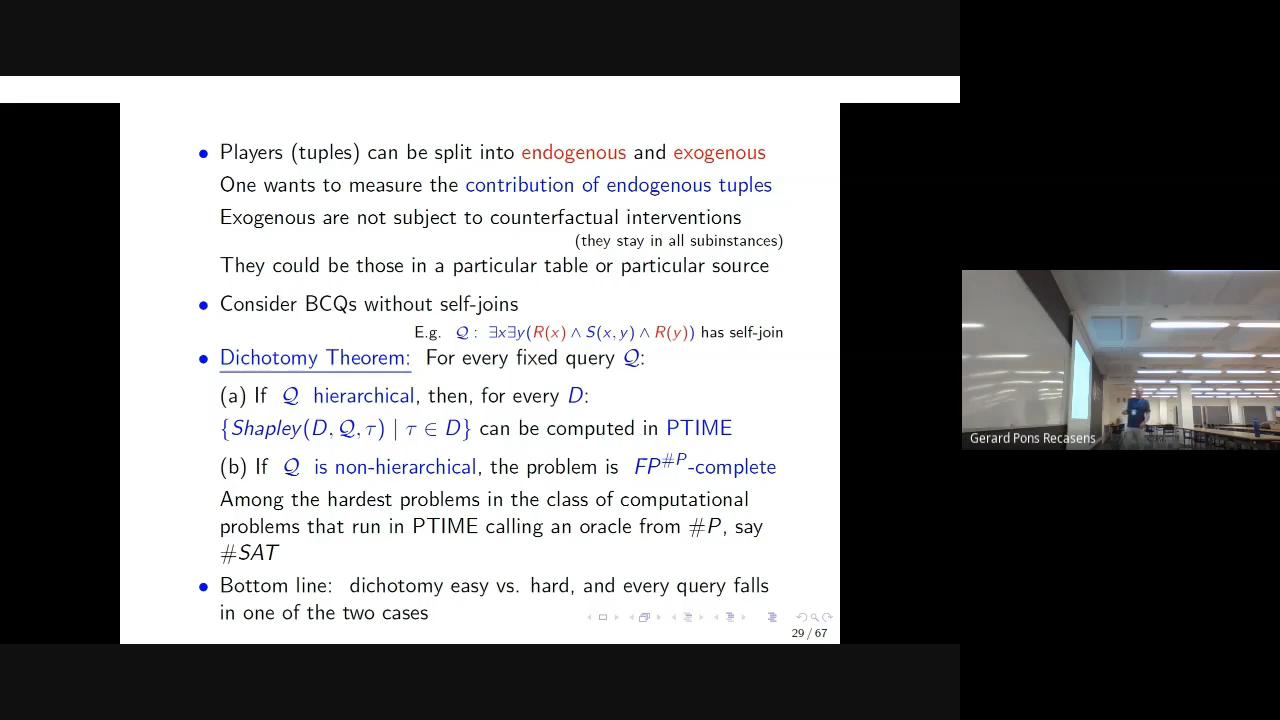 • Players (tuples) can be split into endogenous and exogenous
One wants to measure the contribution of endogenous tuples
Exogenous are not subject to counterfactual interventions
(they stay in all subinstances)
They could be those in a particular table or particular source
• Consider BCQs without self-joins
E.g. 𝒬 : ∃x∃y(R(x) ∧ S(x, y) ∧ R(y)) has self-join
• Dichotomy Theorem: For every fixed query 𝒬:
(a) If 𝒬 hierarchical, then, for every D:
{Shapley(D, 𝒬, τ) | τ ∈ D} can be computed in PTIME
(b) If 𝒬 is non-hierarchical, the problem is FP^#P-complete
Among the hardest problems in the class of computational
problems that run in PTIME calling an oracle from #P, say
#SAT
• Bottom line: dichotomy easy vs. hard, and every query falls
in one of the two cases
29 / 67
Gerard Pons Recasens